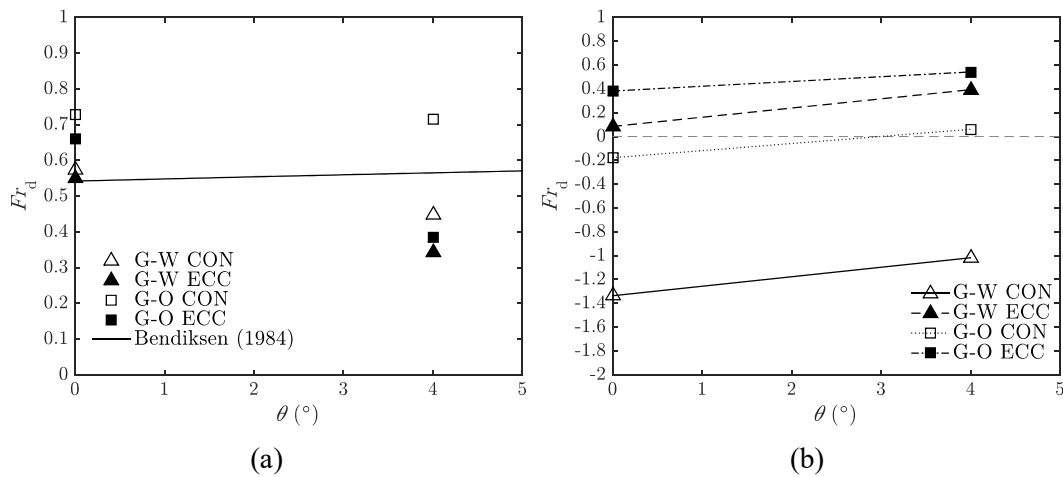 1
0.9
0.8
0.7
0.6
0.5
0.4
0.3
0.2
0.1
0
Fr_d
0 1 2 3 4 5
θ (°)
G-W CON
G-W ECC
G-O CON
G-O ECC
Bendiksen (1984)
(a)
1
0.8
0.6
0.4
0.2
0
-0.2
-0.4
-0.6
-0.8
-1
-1.2
-1.4
-1.6
-1.8
-2
Fr_d
0 1 2 3 4 5
θ (°)
G-W CON
G-W ECC
G-O CON
G-O ECC
(b)